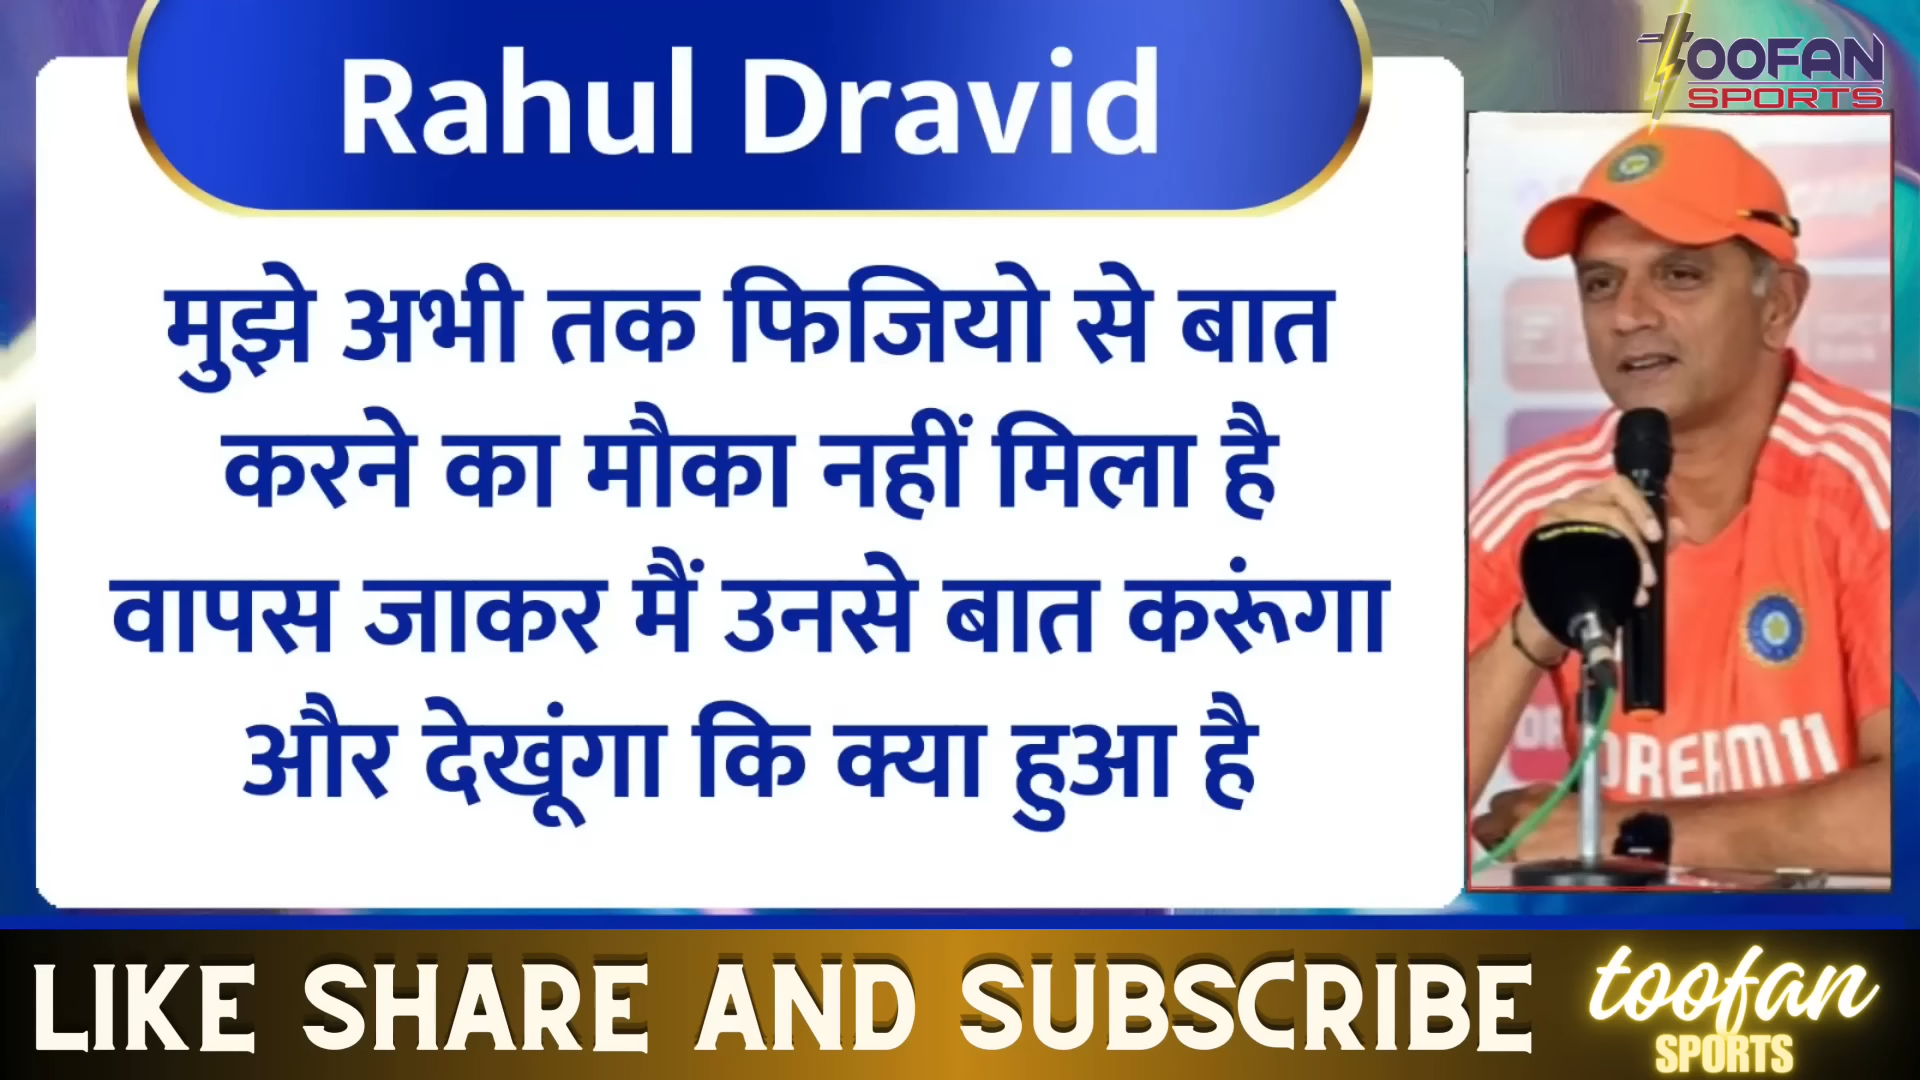 Rahul Dravid
TOOFAN
SPORTS
मुझे अभी तक फिजियो से बात
करने का मौका नहीं मिला है
वापस जाकर मैं उनसे बात करूंगा
और देखूंगा कि क्या हुआ है
DREAM11
LIKE SHARE AND SUBSCRIBE
toofan
SPORTS